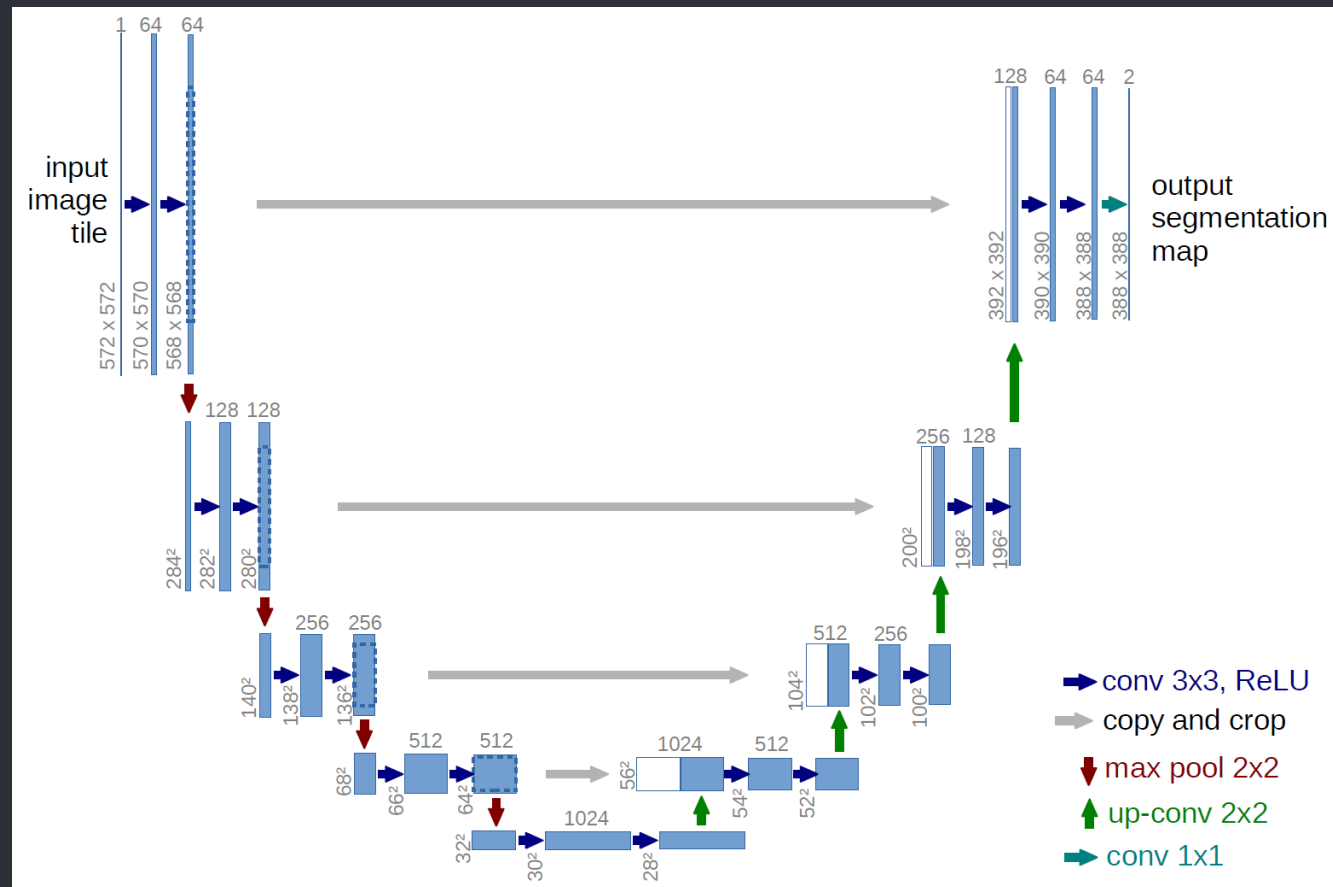 1 64 64
128 64 64 2
input
image
tile
output
segmentation
map
572 x 572
570 x 570
568 x 568
392 x 392
390 x 390
388 x 388
388 x 388
128 128
256 128
284²
282²
280²
200²
198²
196²
256 256
512 256
140²
138²
136²
104²
102²
100²
512 512
1024 512
68²
66²
64²
56²
54²
52²
1024
32²
30²
28²
conv 3x3, ReLU
copy and crop
max pool 2x2
up-conv 2x2
conv 1x1